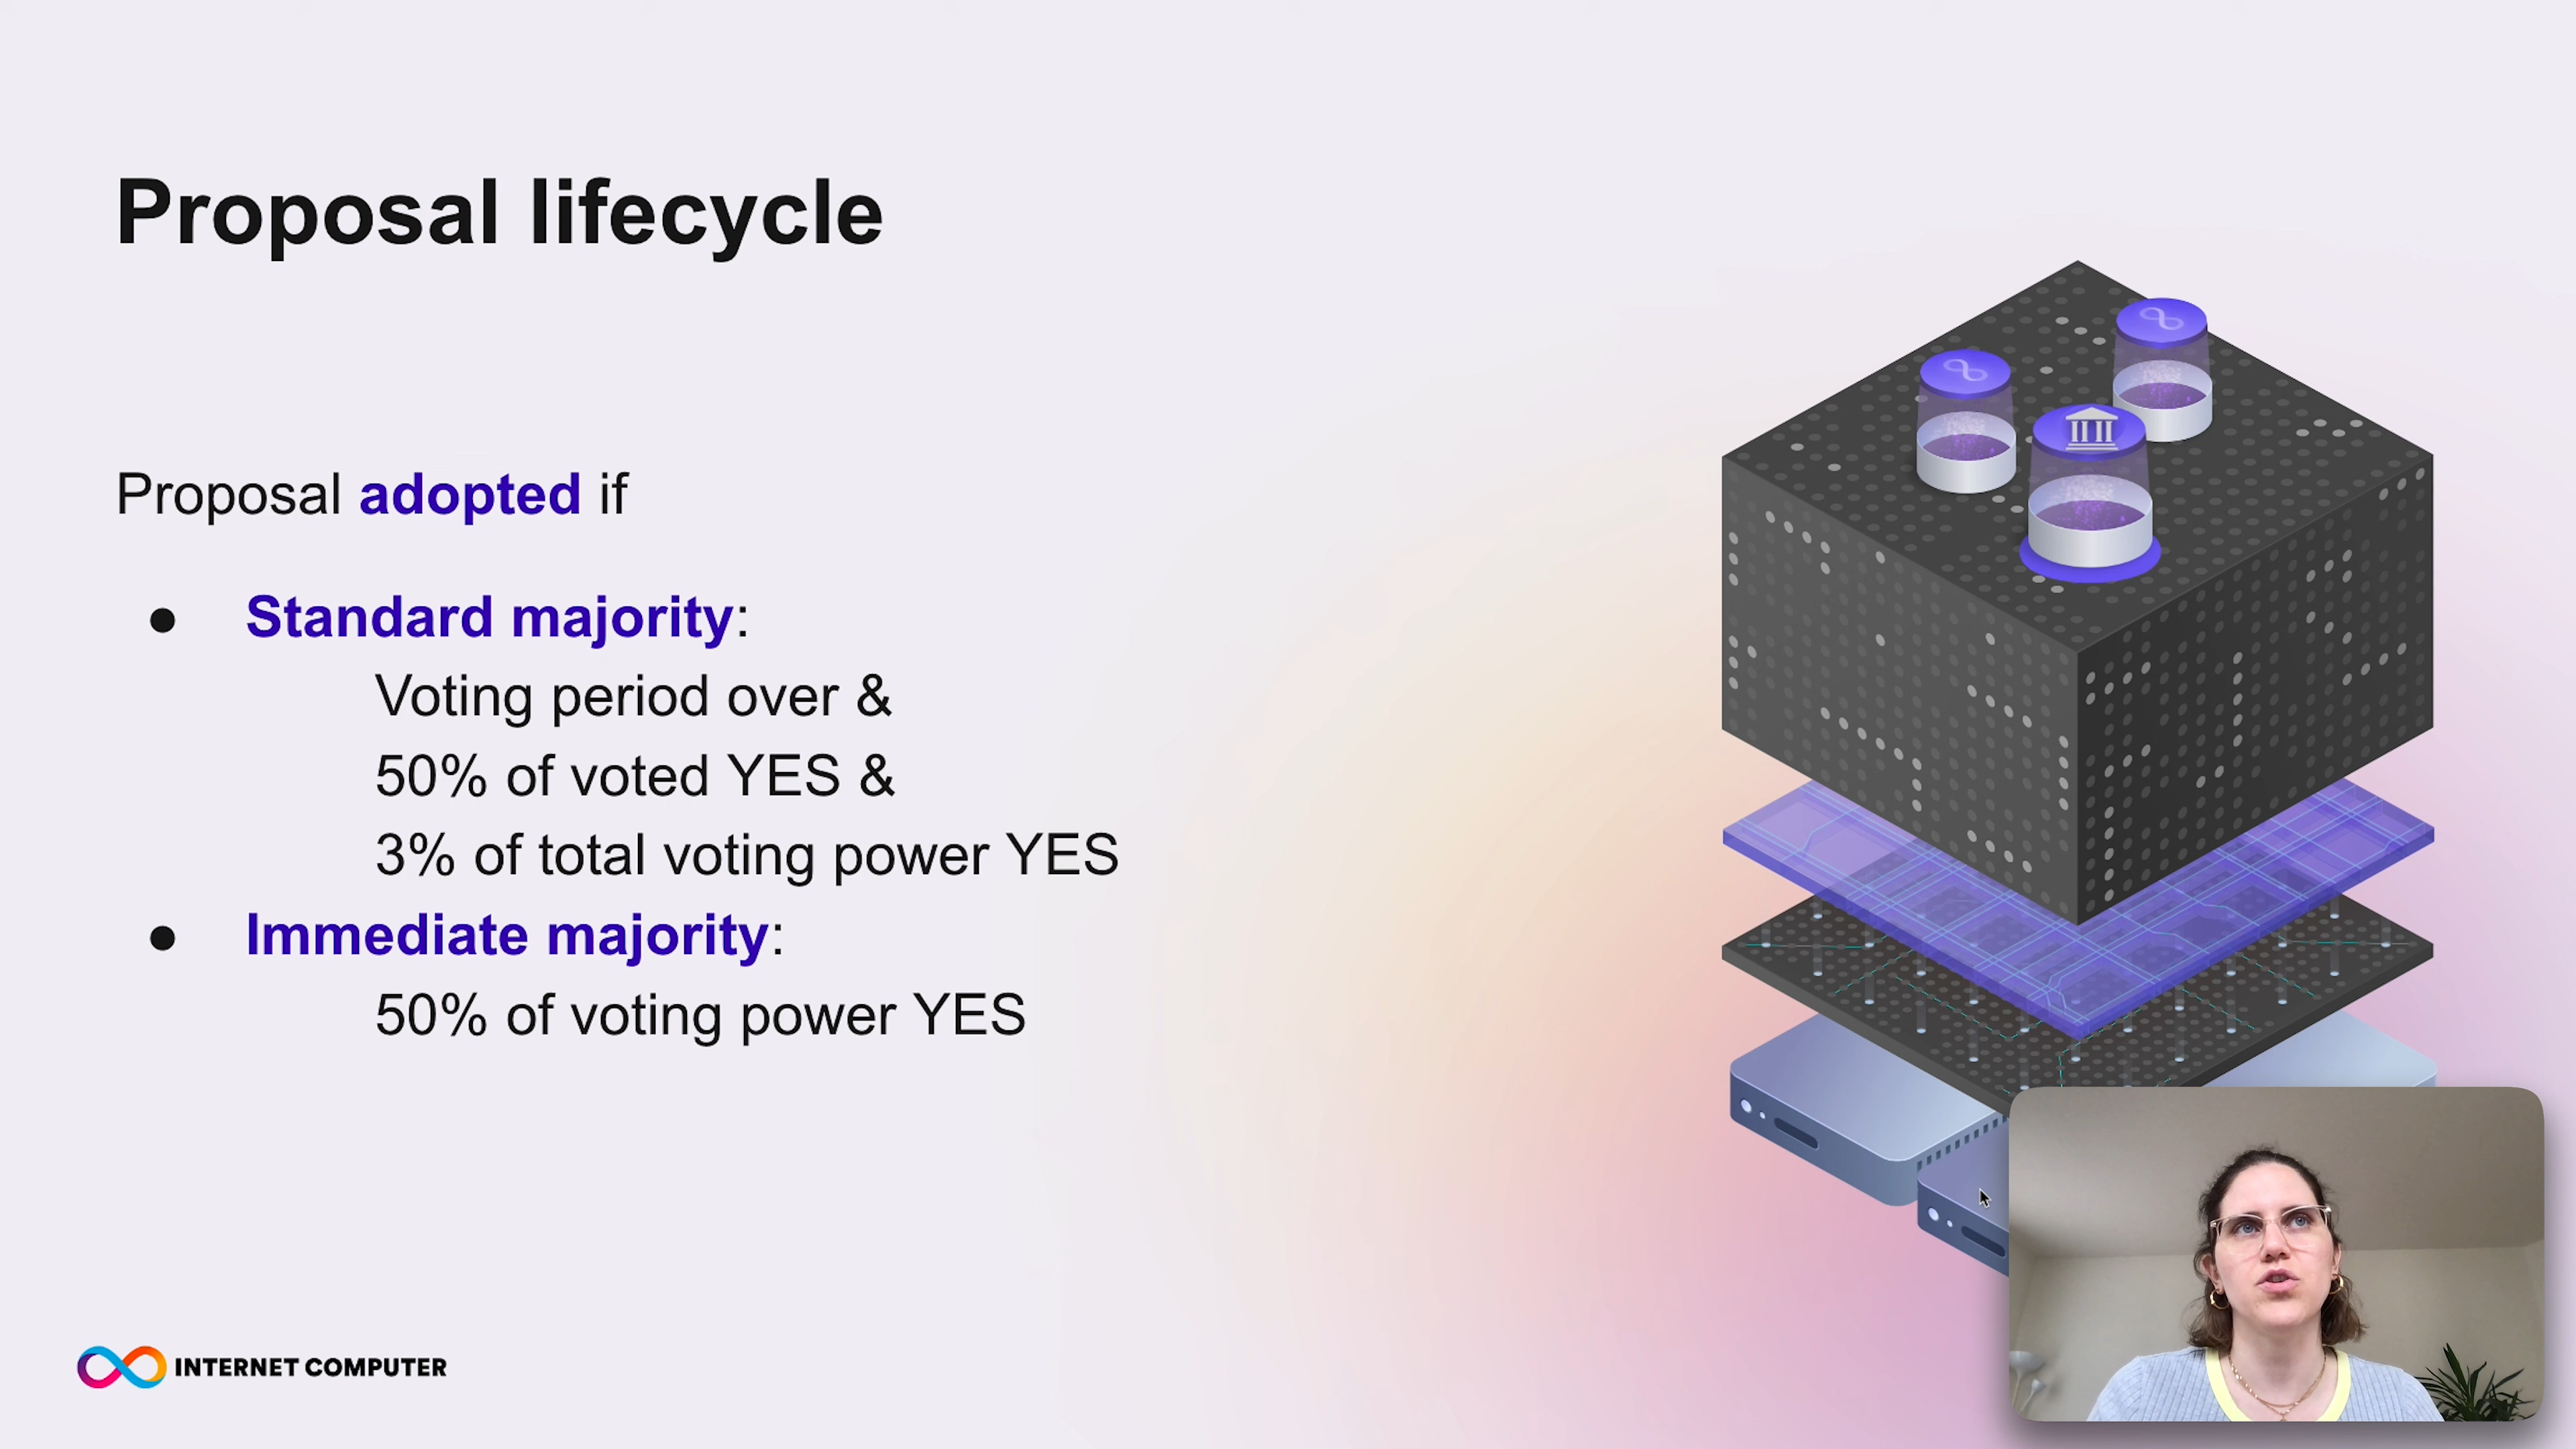 Proposal lifecycle
Proposal adopted if
● Standard majority:
Voting period over &
50% of voted YES &
3% of total voting power YES
● Immediate majority:
50% of voting power YES
INTERNET COMPUTER